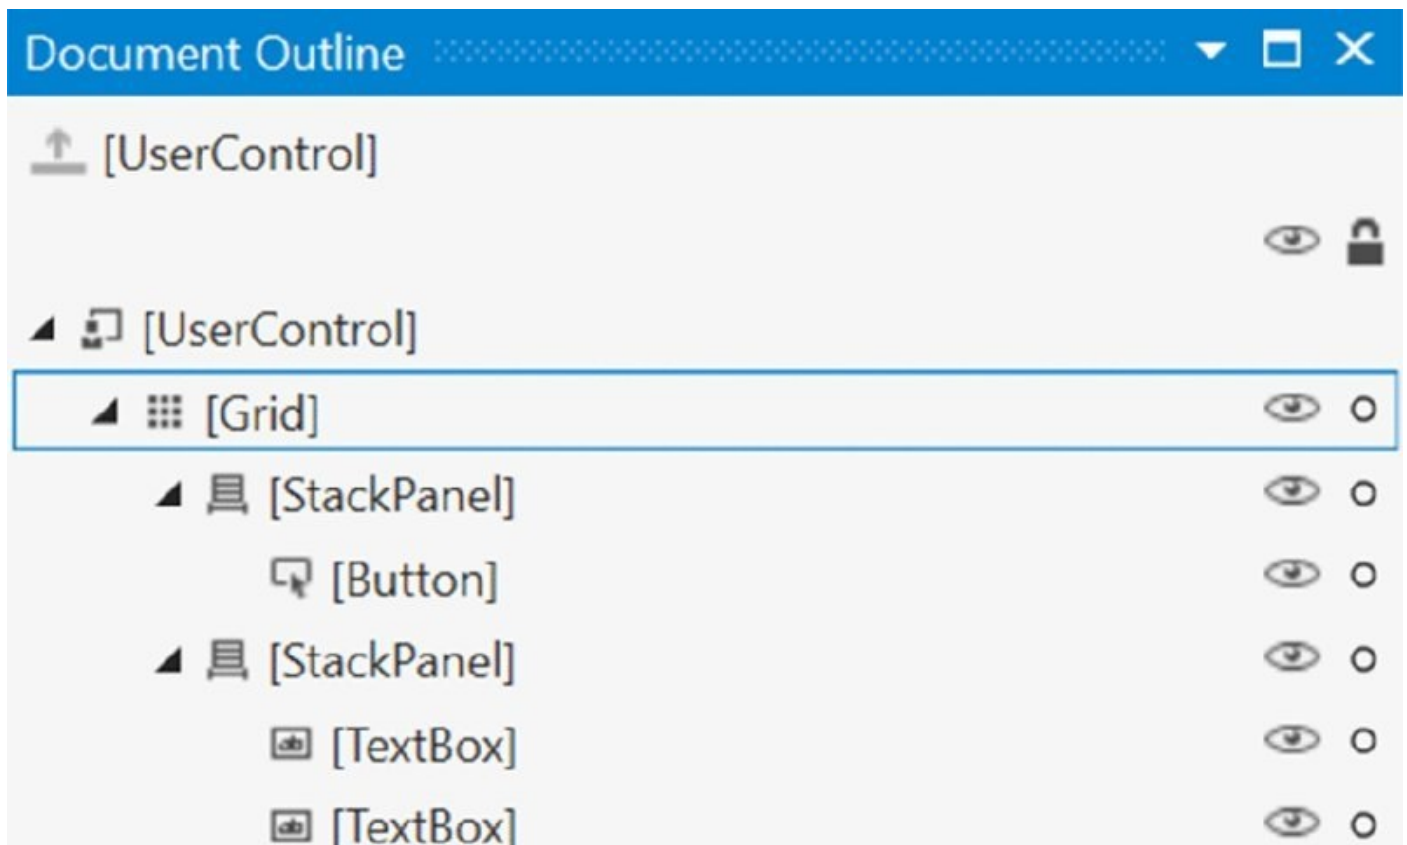 Document Outline
[UserControl]
[UserControl]
[Grid]
[StackPanel]
[Button]
[StackPanel]
[TextBox]
[TextBox]